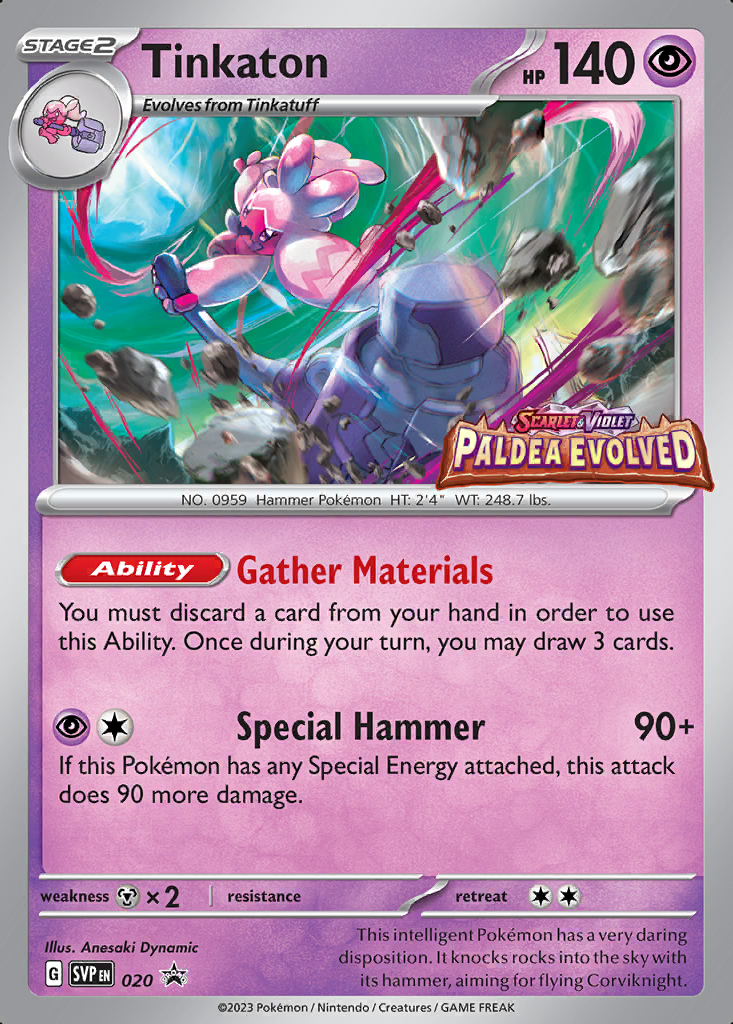 STAGE2
Tinkaton
HP 140
Evolves from Tinkatuff
SCARLET & VIOLET
PALDEA EVOLVED
NO. 0959 Hammer Pokémon HT: 2'4" WT: 248.7 lbs.
Ability Gather Materials
You must discard a card from your hand in order to use
this Ability. Once during your turn, you may draw 3 cards.
Special Hammer 90+
If this Pokémon has any Special Energy attached, this attack
does 90 more damage.
weakness ×2 resistance retreat
Illus. Anesaki Dynamic
G SVP EN 020
This intelligent Pokémon has a very daring
disposition. It knocks rocks into the sky with
its hammer, aiming for flying Corviknight.
©2023 Pokémon / Nintendo / Creatures / GAME FREAK